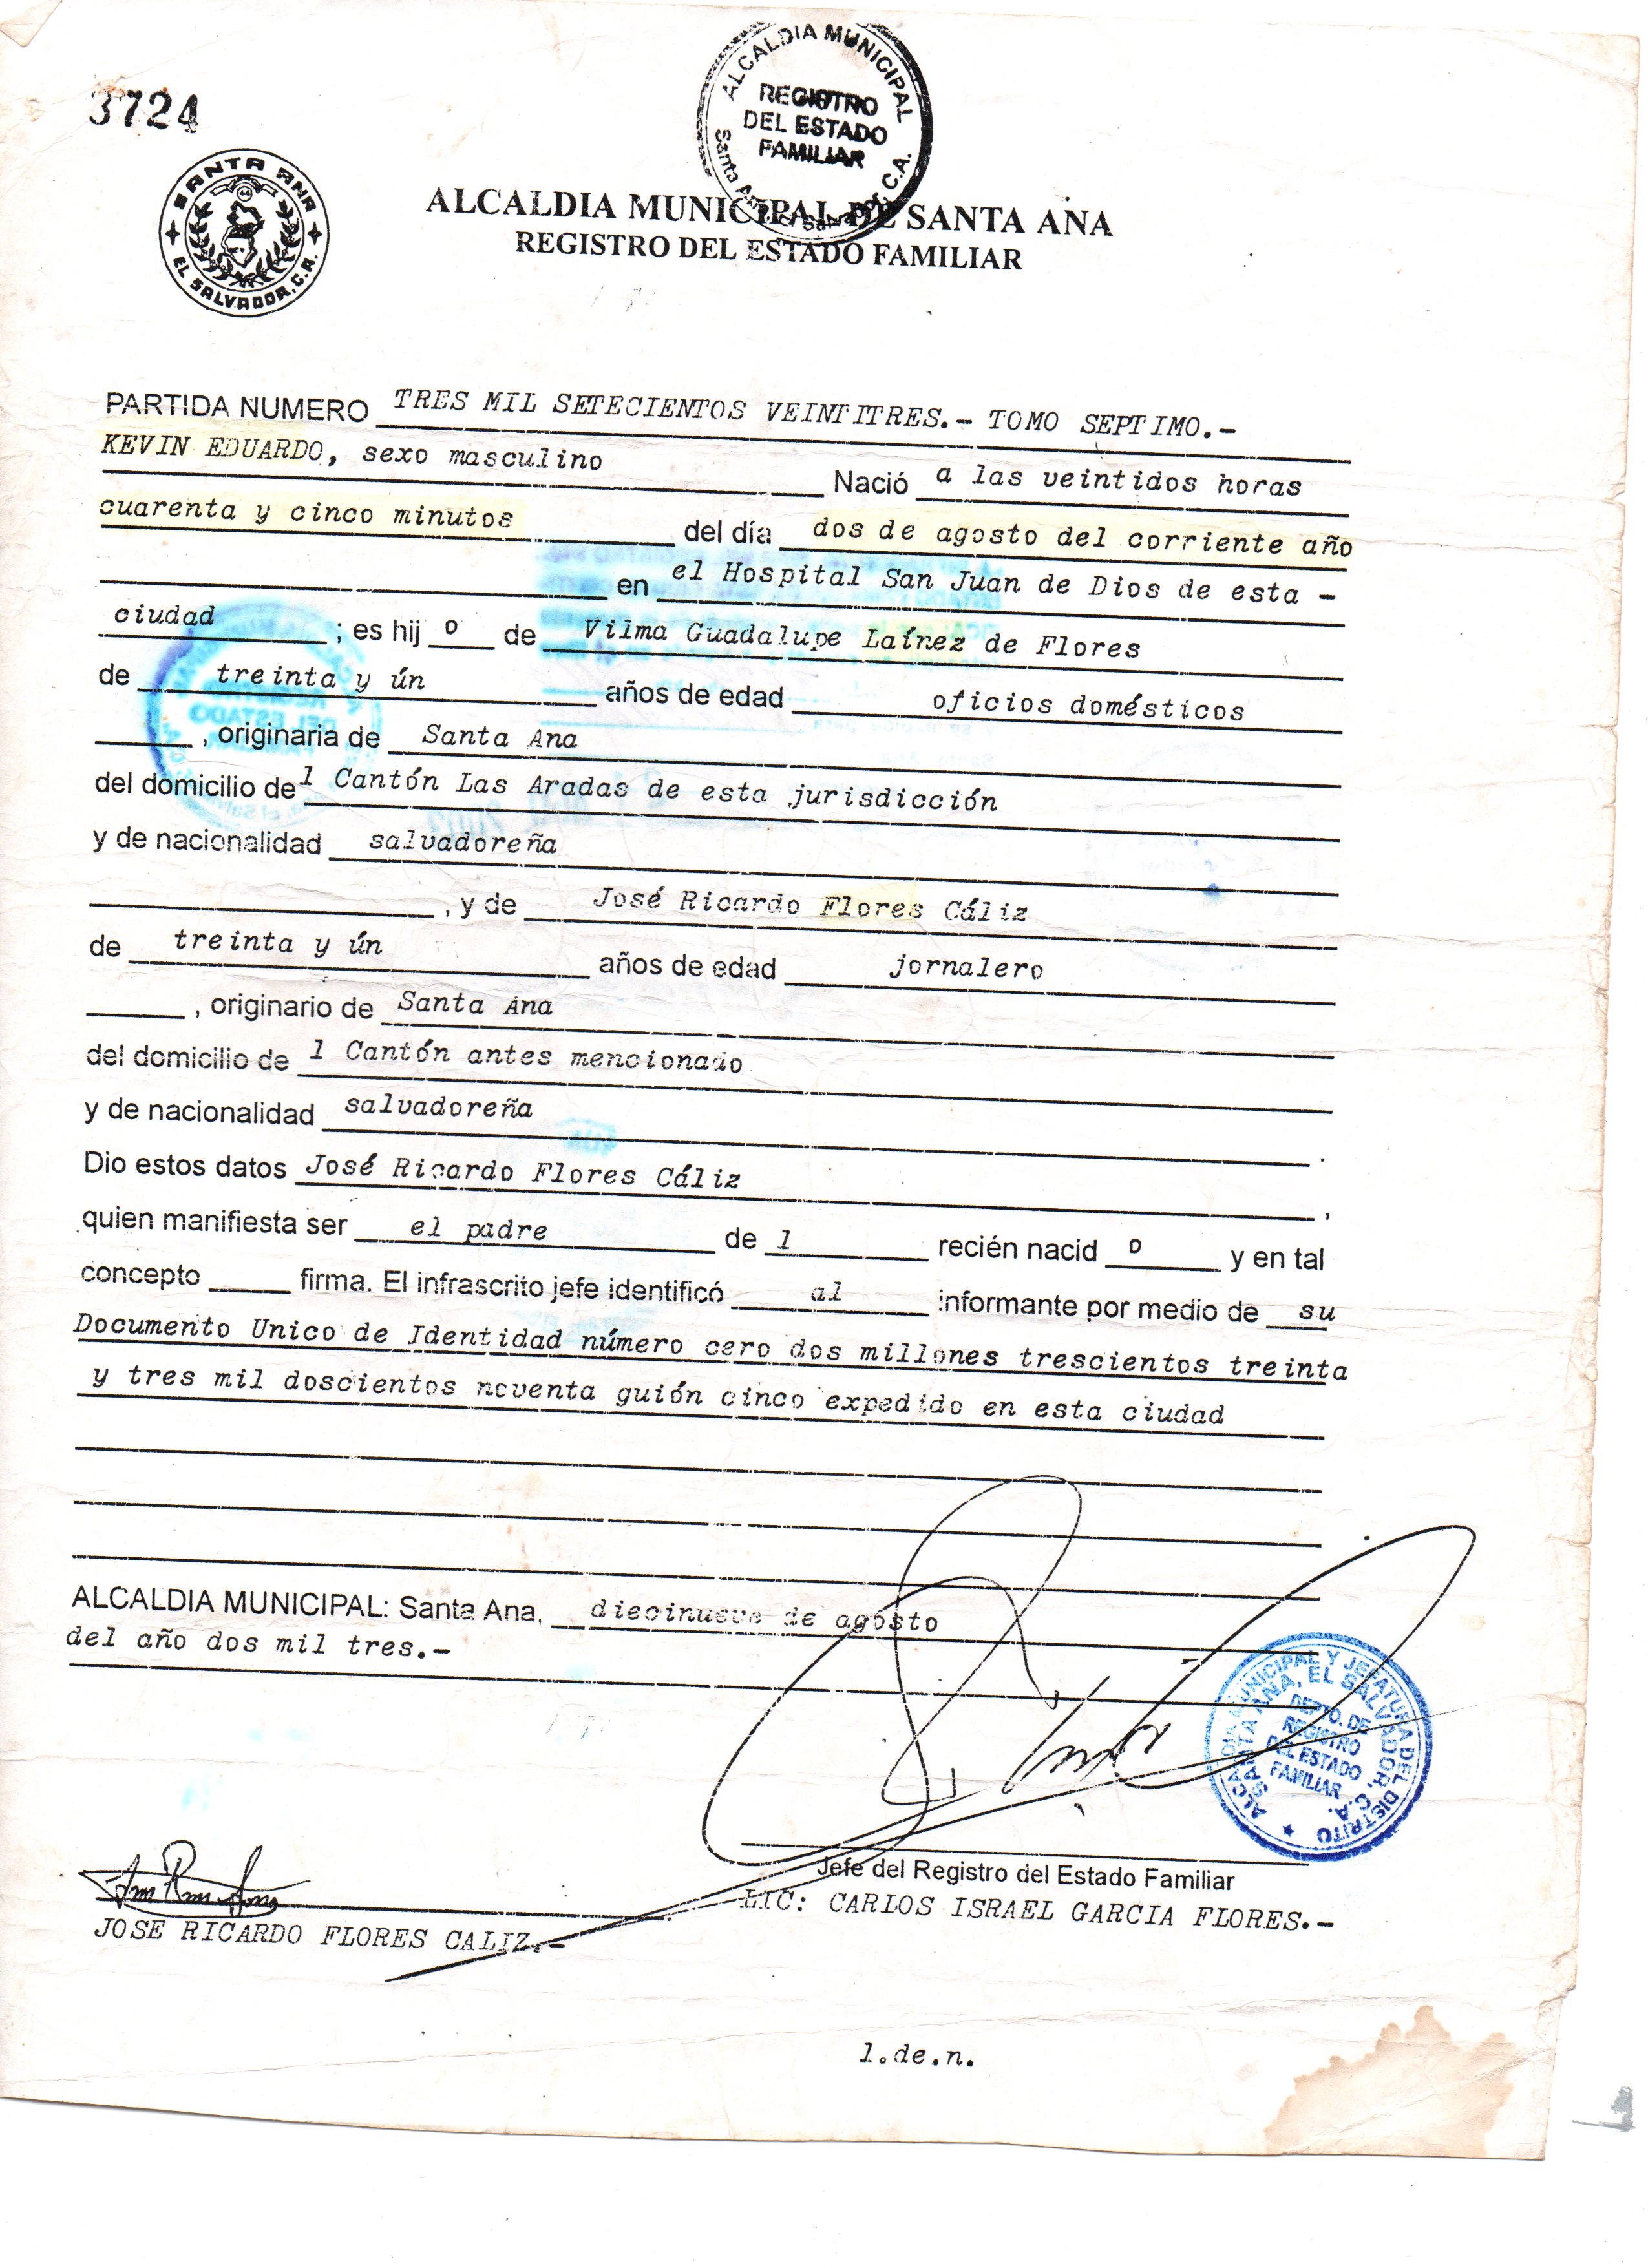 3724
ALCALDIA MUNICIPAL
REGISTRO
DEL ESTADO
FAMILIAR
Santa Ana, El Salvador C.A.
SANTA ANA
EL SALVADOR, C.A.
ALCALDIA MUNICIPAL DE SANTA ANA
REGISTRO DEL ESTADO FAMILIAR
PARTIDA NUMERO TRES MIL SETECIENTOS VEINTITRES.- TOMO SEPTIMO.-
KEVIN EDUARDO, sexo masculino Nació a las veintidos horas
cuarenta y cinco minutos del día dos de agosto del corriente año
en el Hospital San Juan de Dios de esta -
ciudad ; es hij o de Vilma Guadalupe Laínez de Flores
de treinta y ún años de edad oficios domésticos
, originaria de Santa Ana
del domicilio de l Cantón Las Aradas de esta jurisdicción
y de nacionalidad salvadoreña
, y de José Ricardo Flores Cáliz
de treinta y ún años de edad jornalero
, originario de Santa Ana
del domicilio de l Cantón antes mencionado
y de nacionalidad salvadoreña .
Dio estos datos José Ricardo Flores Cáliz ,
quien manifiesta ser el padre de l recién nacid o y en tal
concepto firma. El infrascrito jefe identificó al informante por medio de su
Documento Unico de Identidad número cero dos millones trescientos treinta
y tres mil doscientos noventa guión cinco expedido en esta ciudad
ALCALDIA MUNICIPAL: Santa Ana, diecinueve de agosto
del año dos mil tres.-
ALCALDIA MUNICIPAL Y JEFATURA DEL DISTRITO
SANTA ANA, EL SALVADOR, C.A.
DEPTO. DE
REGISTRO
DEL ESTADO
FAMILIAR
Jefe del Registro del Estado Familiar
LIC: CARLOS ISRAEL GARCIA FLORES.-
JOSE RICARDO FLORES CALIZ.-
l.de.n.